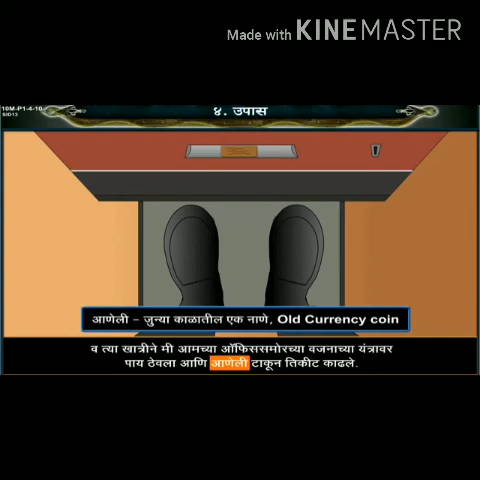 Made with KINEMASTER
10M-P1-4-10
SID13
४. उपास
आणेली – जुन्या काळातील एक नाणे, Old Currency coin
व त्या खात्रीने मी आमच्या ऑफिससमोरच्या वजनाच्या यंत्रावर
पाय ठेवला आणि आणेली टाकून तिकीट काढले.